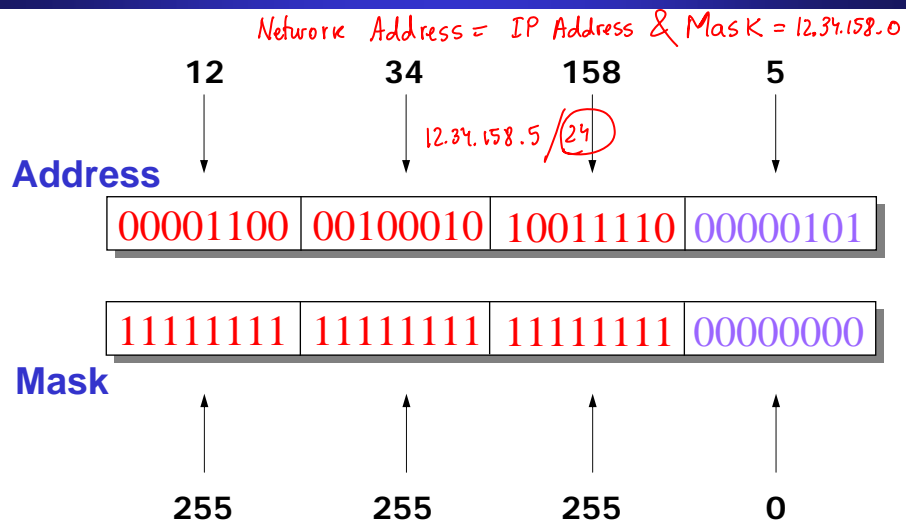 Network Address = IP Address & Mask = 12.34.158.0
12 34 158 5
12.34.158.5/24
Address
00001100 00100010 10011110 00000101
11111111 11111111 11111111 00000000
Mask
255 255 255 0